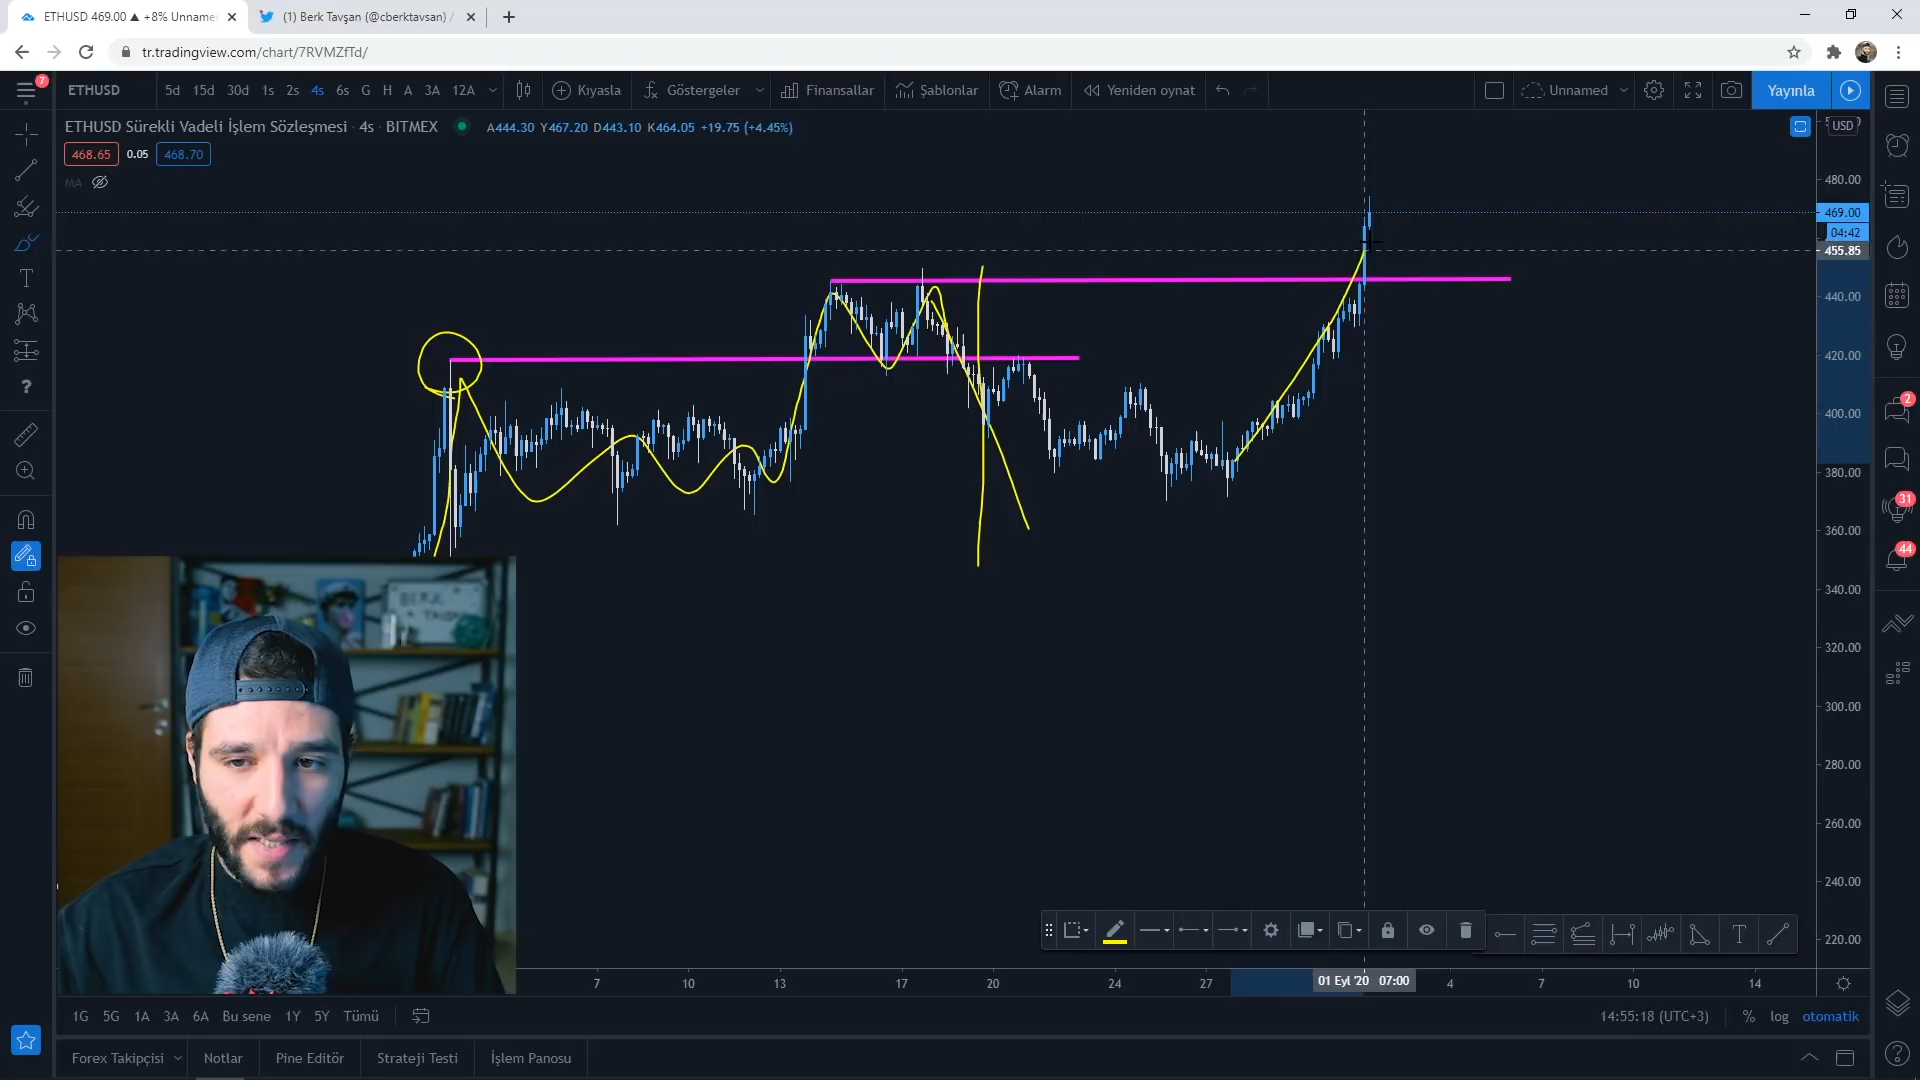 ETHUSD 469.00 ▲ +8% Unname
(1) Berk Tavşan (@cberktavsan) /
tr.tradingview.com/chart/7RVMZfTd/
7
ETHUSD 5d 15d 30d 1s 2s 4s 6s G H A 3A 12A Kıyasla Göstergeler Finansallar Şablonlar Alarm Yeniden oynat Unnamed Yayınla
ETHUSD Sürekli Vadeli İşlem Sözleşmesi · 4s · BITMEX A444.30 Y467.20 D443.10 K464.05 +19.75 (+4.45%)
USD
468.65 0.05 468.70
MA
480.00
469.00
04:42
455.85
440.00
420.00
400.00
380.00
360.00
340.00
320.00
300.00
280.00
260.00
240.00
220.00
2
31
44
BERK
7 10 13 17 20 24 27 01 Eyl '20 07:00 4 7 10 14
1G 5G 1A 3A 6A Bu sene 1Y 5Y Tümü 14:55:18 (UTC+3) % log otomatik
Forex Takipçisi Notlar Pine Editör Strateji Testi İşlem Panosu